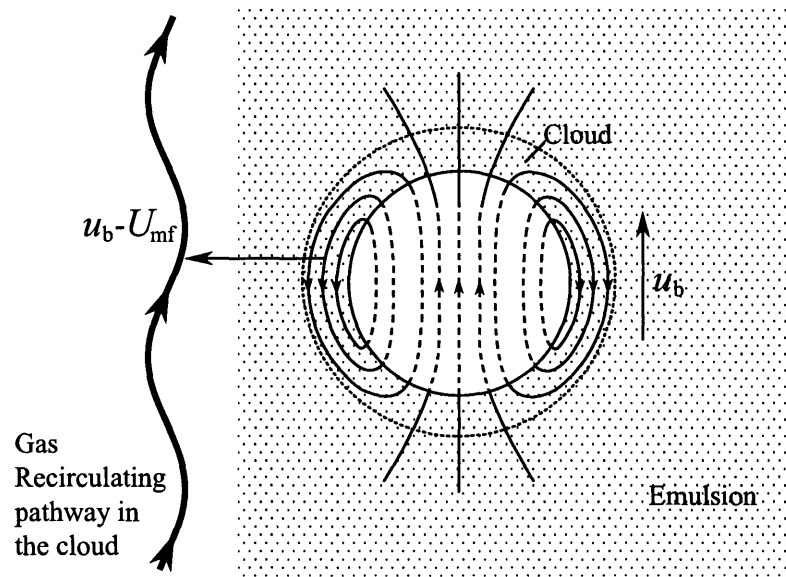 Cloud
u_b-U_mf
u_b
Gas
Recirculating
pathway in
the cloud
Emulsion